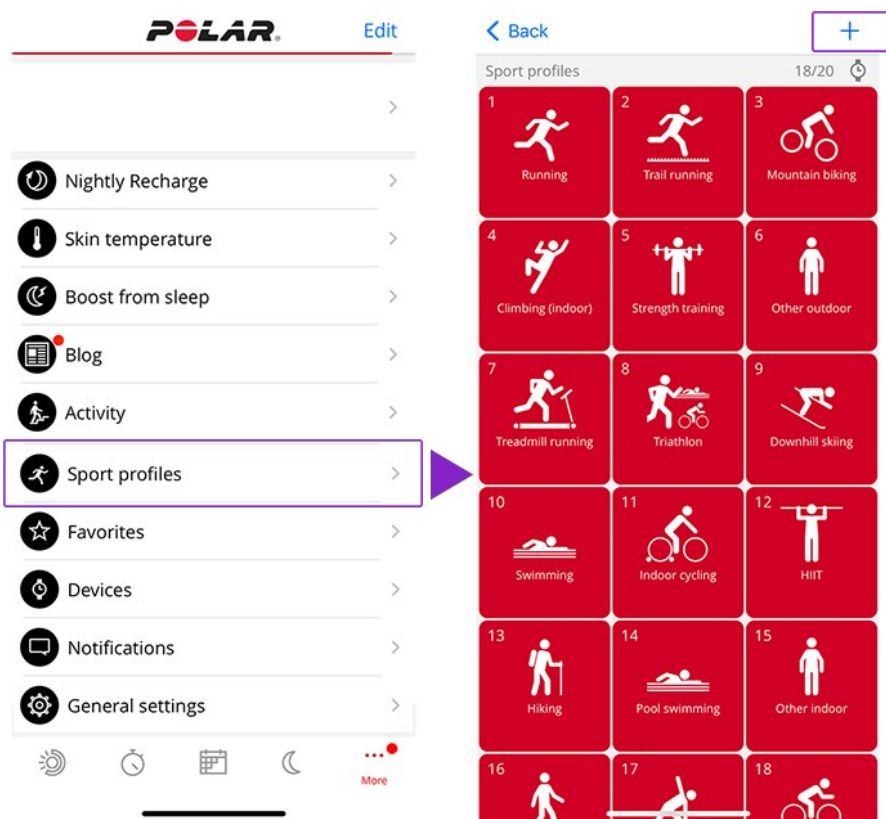 POLAR.
Edit
Nightly Recharge
Skin temperature
Boost from sleep
Blog
Activity
Sport profiles
Favorites
Devices
Notifications
General settings
More
Back
+
Sport profiles 18/20
1 2 3
Running Trail running Mountain biking
4 5 6
Climbing (indoor) Strength training Other outdoor
7 8 9
Treadmill running Triathlon Downhill skiing
10 11 12
Swimming Indoor cycling HIIT
13 14 15
Hiking Pool swimming Other indoor
16 17 18